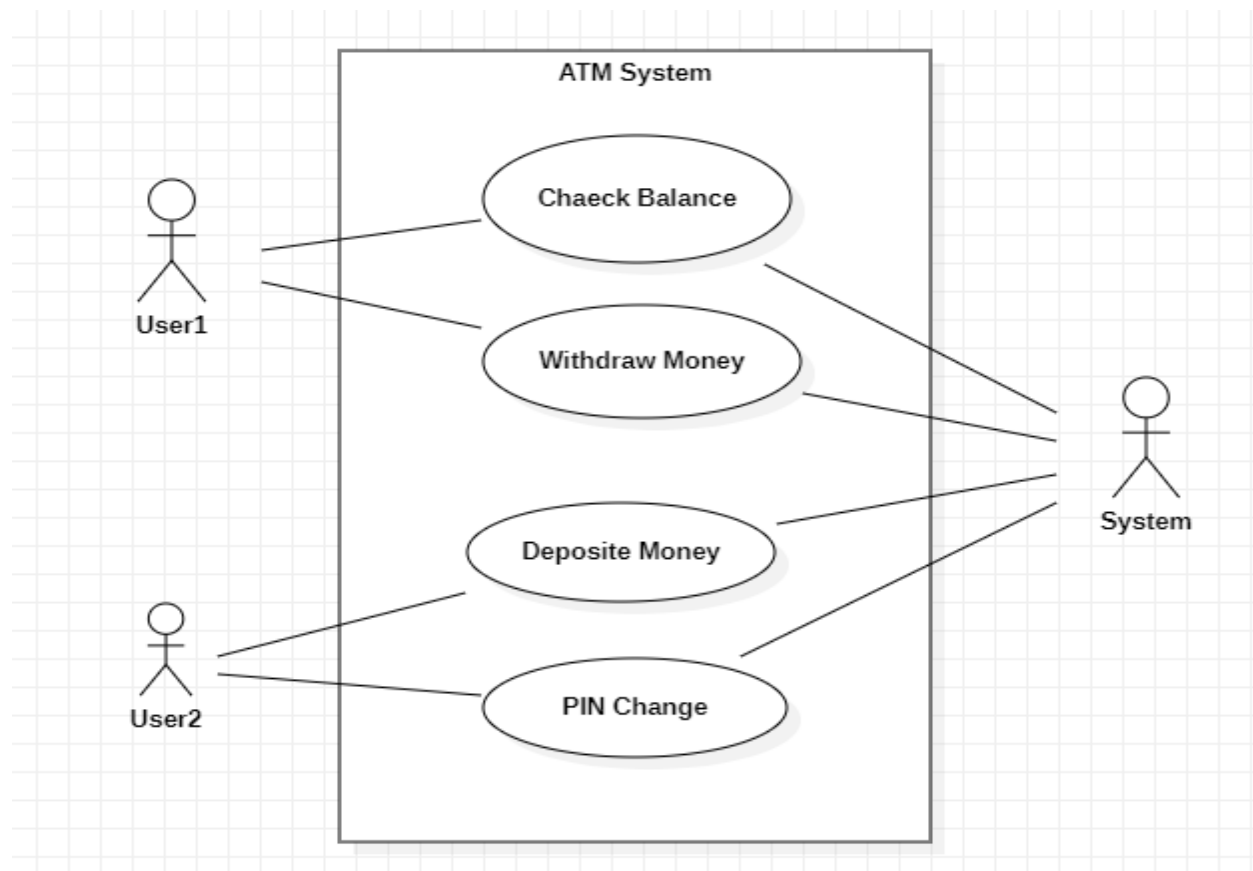 ATM System
Chaeck Balance
User1
Withdraw Money
System
Deposite Money
User2
PIN Change